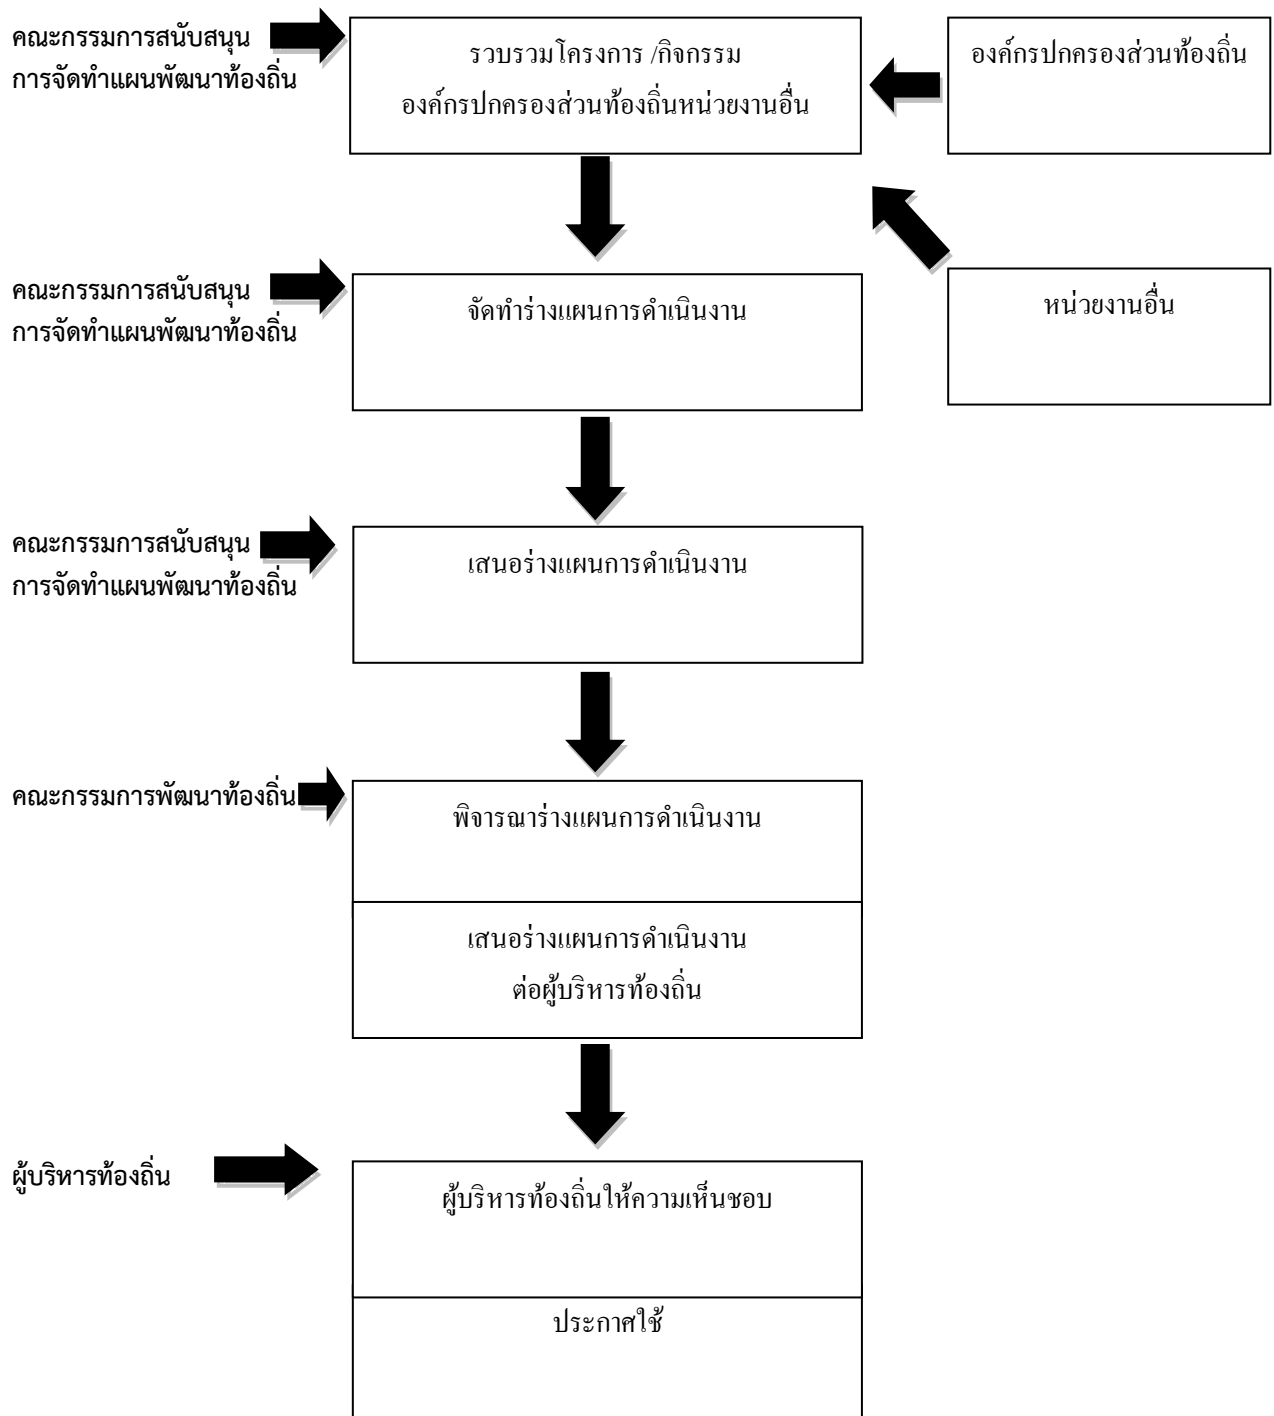 คณะกรรมการสนับสนุน
การจัดทำแผนพัฒนาท้องถิ่น
รวบรวมโครงการ /กิจกรรม
องค์กรปกครองส่วนท้องถิ่นหน่วยงานอื่น
องค์กรปกครองส่วนท้องถิ่น
คณะกรรมการสนับสนุน
การจัดทำแผนพัฒนาท้องถิ่น
จัดทำร่างแผนการดำเนินงาน
หน่วยงานอื่น
คณะกรรมการสนับสนุน
การจัดทำแผนพัฒนาท้องถิ่น
เสนอร่างแผนการดำเนินงาน
คณะกรรมการพัฒนาท้องถิ่น
พิจารณาร่างแผนการดำเนินงาน
เสนอร่างแผนการดำเนินงาน
ต่อผู้บริหารท้องถิ่น
ผู้บริหารท้องถิ่น
ผู้บริหารท้องถิ่นให้ความเห็นชอบ
ประกาศใช้